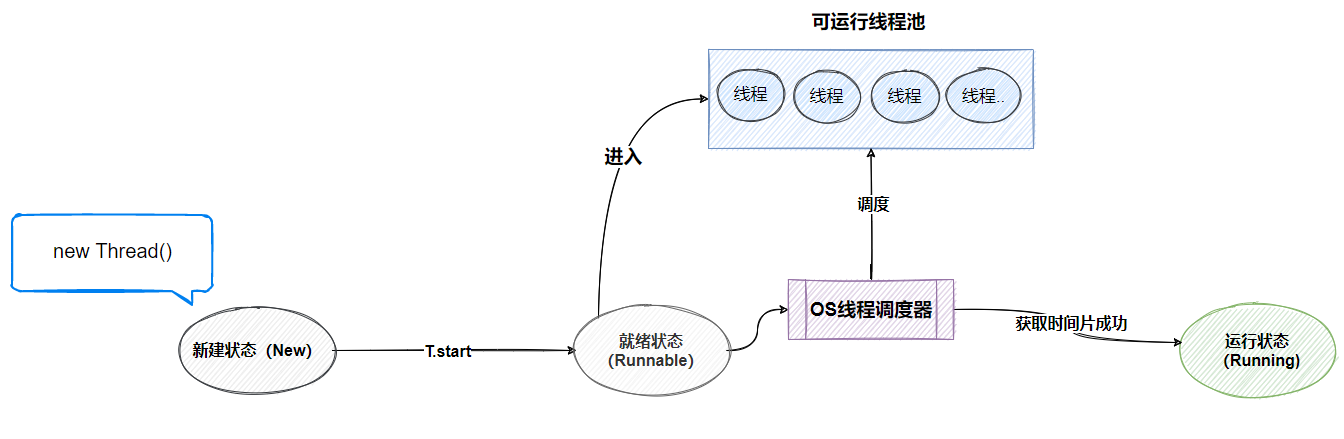 可运行线程池
线程
线程
线程
线程..
进入
调度
new Thread()
OS线程调度器
获取时间片成功
新建状态（New）
T.start
就绪状态
（Runnable）
运行状态
（Running)